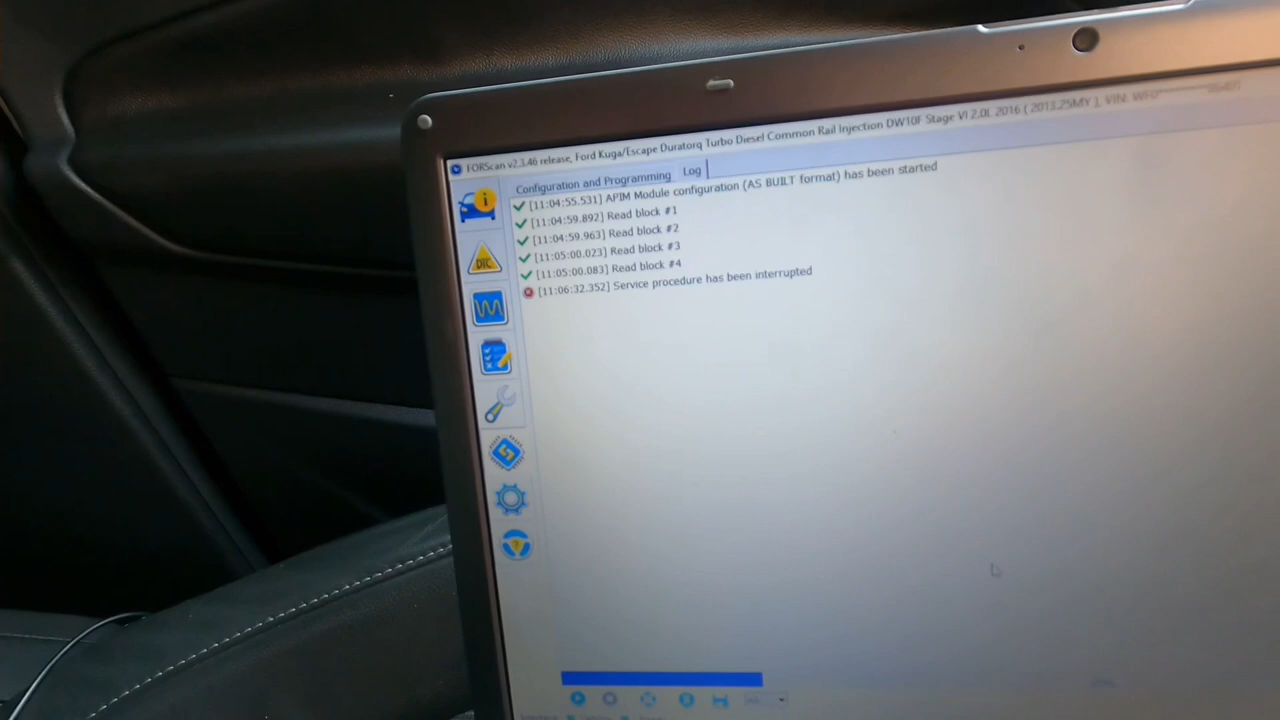 FORScan v2.3.46 release, Ford Kuga/Escape Duratorq Turbo Diesel Common Rail Injection DW10F Stage VI 2.0L 2016 ( 2013.25MY ), VIN: WF0
Configuration and Programming Log
[11:04:55.531] APIM Module configuration (AS BUILT format) has been started
[11:04:59.892] Read block #1
[11:04:59.963] Read block #2
[11:05:00.023] Read block #3
[11:05:00.083] Read block #4
[11:06:32.352] Service procedure has been interrupted
i
DTC